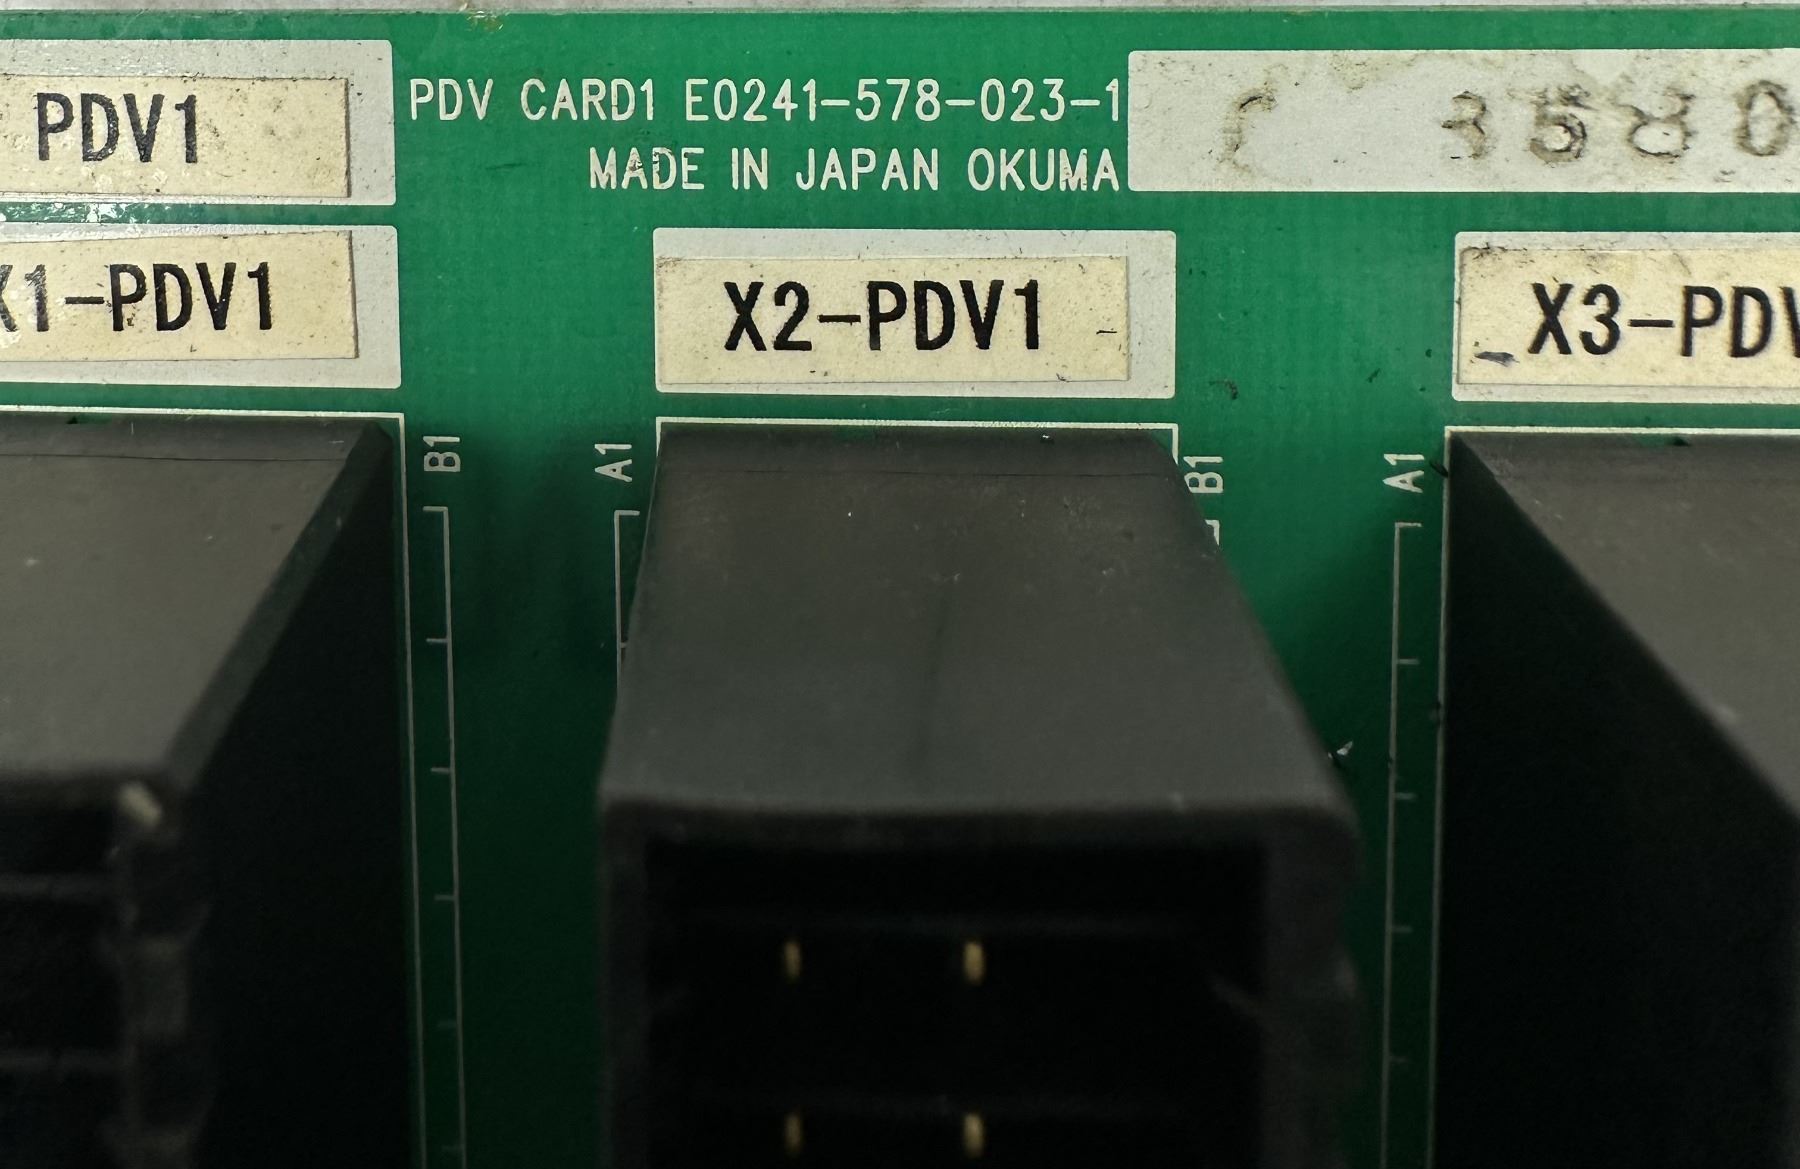 PDV1
PDV CARD1 E0241-578-023-1
MADE IN JAPAN OKUMA
3580
X1-PDV1
X2-PDV1
X3-PDV
B1
A1
B1
A1